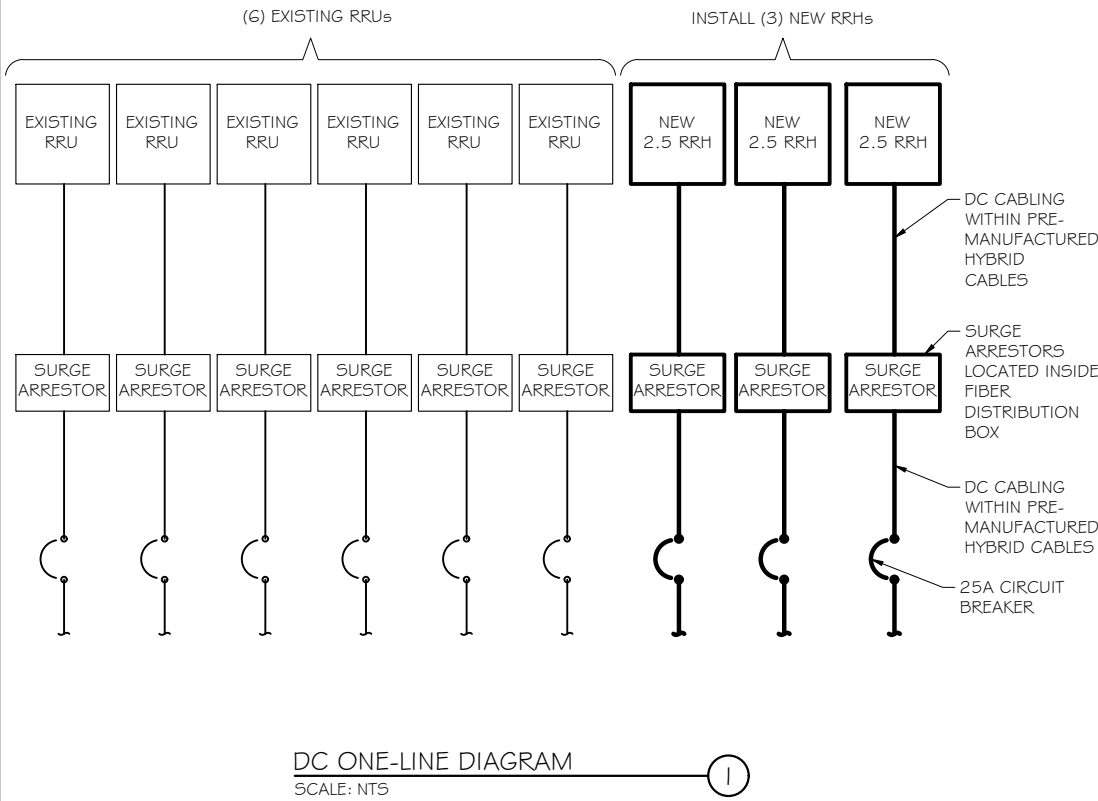 (6) EXISTING RRUs
INSTALL (3) NEW RRHs
EXISTING
RRU
EXISTING
RRU
EXISTING
RRU
EXISTING
RRU
EXISTING
RRU
EXISTING
RRU
NEW
2.5 RRH
NEW
2.5 RRH
NEW
2.5 RRH
DC CABLING
WITHIN PRE-
MANUFACTURED
HYBRID
CABLES
SURGE
ARRESTOR
SURGE
ARRESTOR
SURGE
ARRESTOR
SURGE
ARRESTOR
SURGE
ARRESTOR
SURGE
ARRESTOR
SURGE
ARRESTOR
SURGE
ARRESTOR
SURGE
ARRESTOR
SURGE
ARRESTORS
LOCATED INSIDE
FIBER
DISTRIBUTION
BOX
DC CABLING
WITHIN PRE-
MANUFACTURED
HYBRID CABLES
25A CIRCUIT
BREAKER
DC ONE-LINE DIAGRAM
SCALE: NTS
1